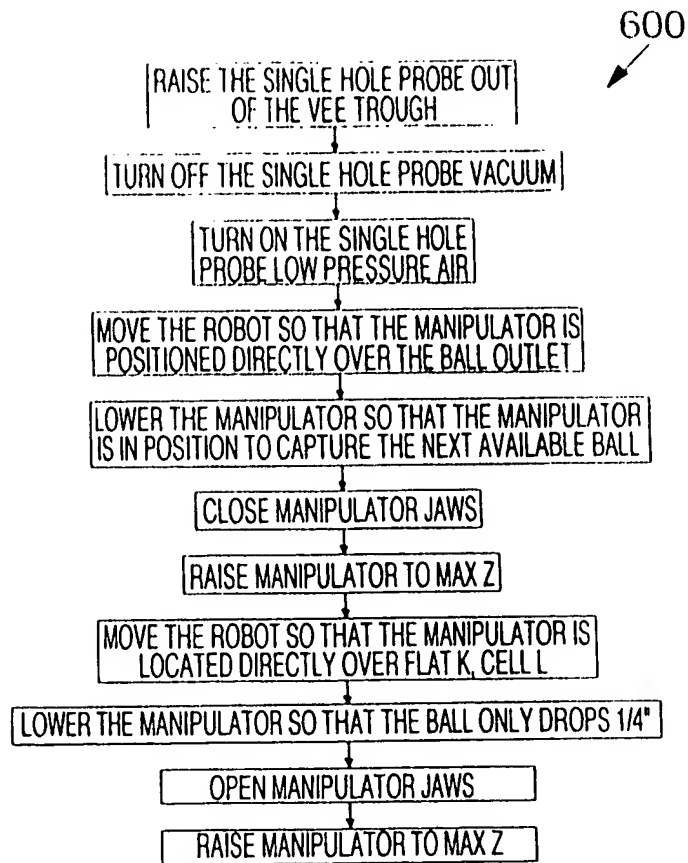 600
RAISE THE SINGLE HOLE PROBE OUT
OF THE VEE TROUGH
TURN OFF THE SINGLE HOLE PROBE VACUUM
TURN ON THE SINGLE HOLE
PROBE LOW PRESSURE AIR
MOVE THE ROBOT SO THAT THE MANIPULATOR IS
POSITIONED DIRECTLY OVER THE BALL OUTLET
LOWER THE MANIPULATOR SO THAT THE MANIPULATOR
IS IN POSITION TO CAPTURE THE NEXT AVAILABLE BALL
CLOSE MANIPULATOR JAWS
RAISE MANIPULATOR TO MAX Z
MOVE THE ROBOT SO THAT THE MANIPULATOR IS
LOCATED DIRECTLY OVER FLAT K, CELL L
LOWER THE MANIPULATOR SO THAT THE BALL ONLY DROPS 1/4"
OPEN MANIPULATOR JAWS
RAISE MANIPULATOR TO MAX Z